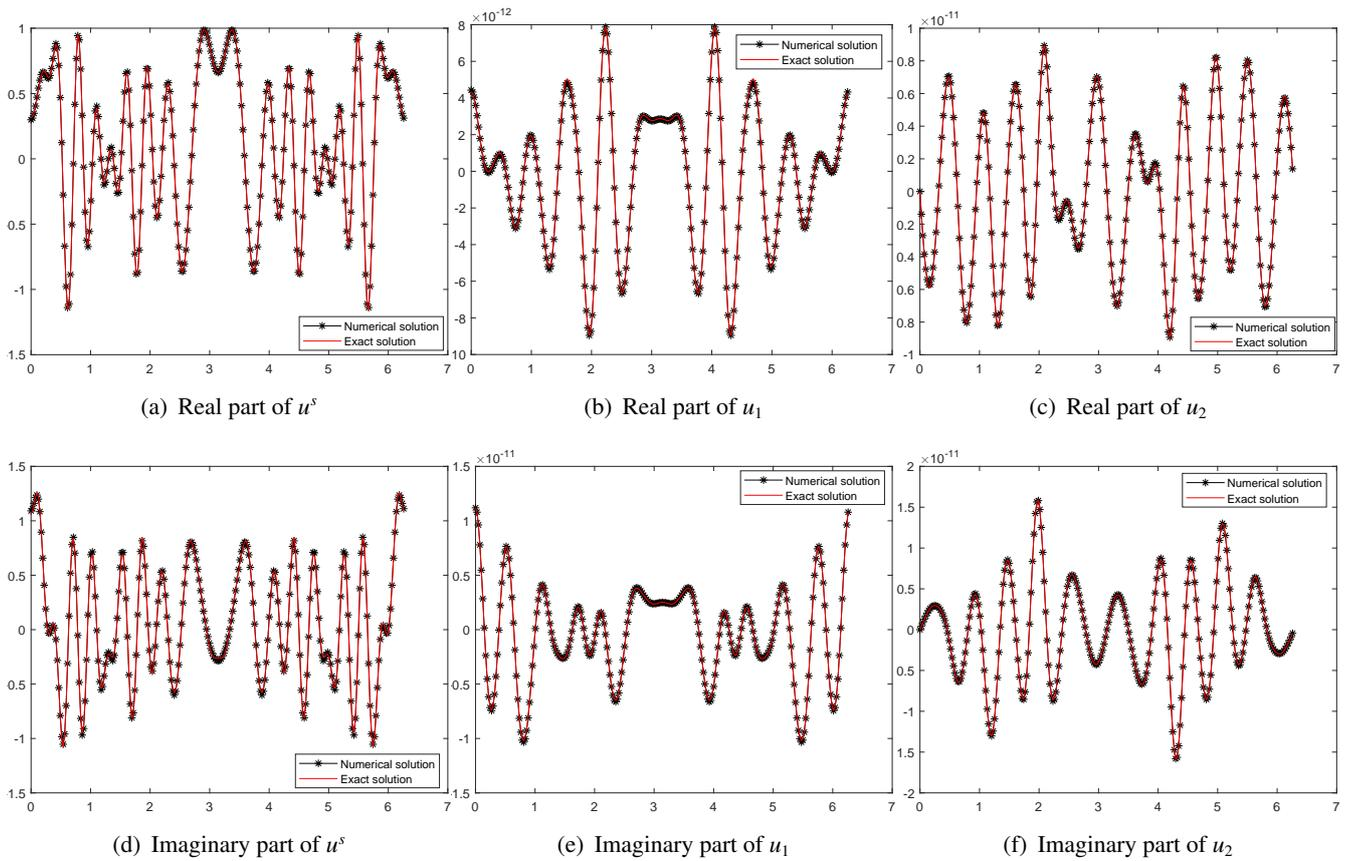 1
0.5
0
0.5
-1
1.5
Numerical solution
Exact solution
0 1 2 3 4 5 6 7
(a) Real part of uˢ
×10⁻¹²
8
6
4
2
0
-2
-4
-6
-8
10
Numerical solution
Exact solution
0 1 2 3 4 5 6 7
(b) Real part of u₁
×10⁻¹¹
1
0.8
0.6
0.4
0.2
0
0.2
0.4
0.6
0.8
-1
Numerical solution
Exact solution
0 1 2 3 4 5 6 7
(c) Real part of u₂
1.5
1
0.5
0
0.5
-1
1.5
Numerical solution
Exact solution
0 1 2 3 4 5 6 7
(d) Imaginary part of uˢ
×10⁻¹¹
1.5
1
0.5
0
0.5
-1
1.5
Numerical solution
Exact solution
0 1 2 3 4 5 6 7
(e) Imaginary part of u₁
×10⁻¹¹
2
1.5
1
0.5
0
0.5
-1
1.5
-2
Numerical solution
Exact solution
0 1 2 3 4 5 6 7
(f) Imaginary part of u₂